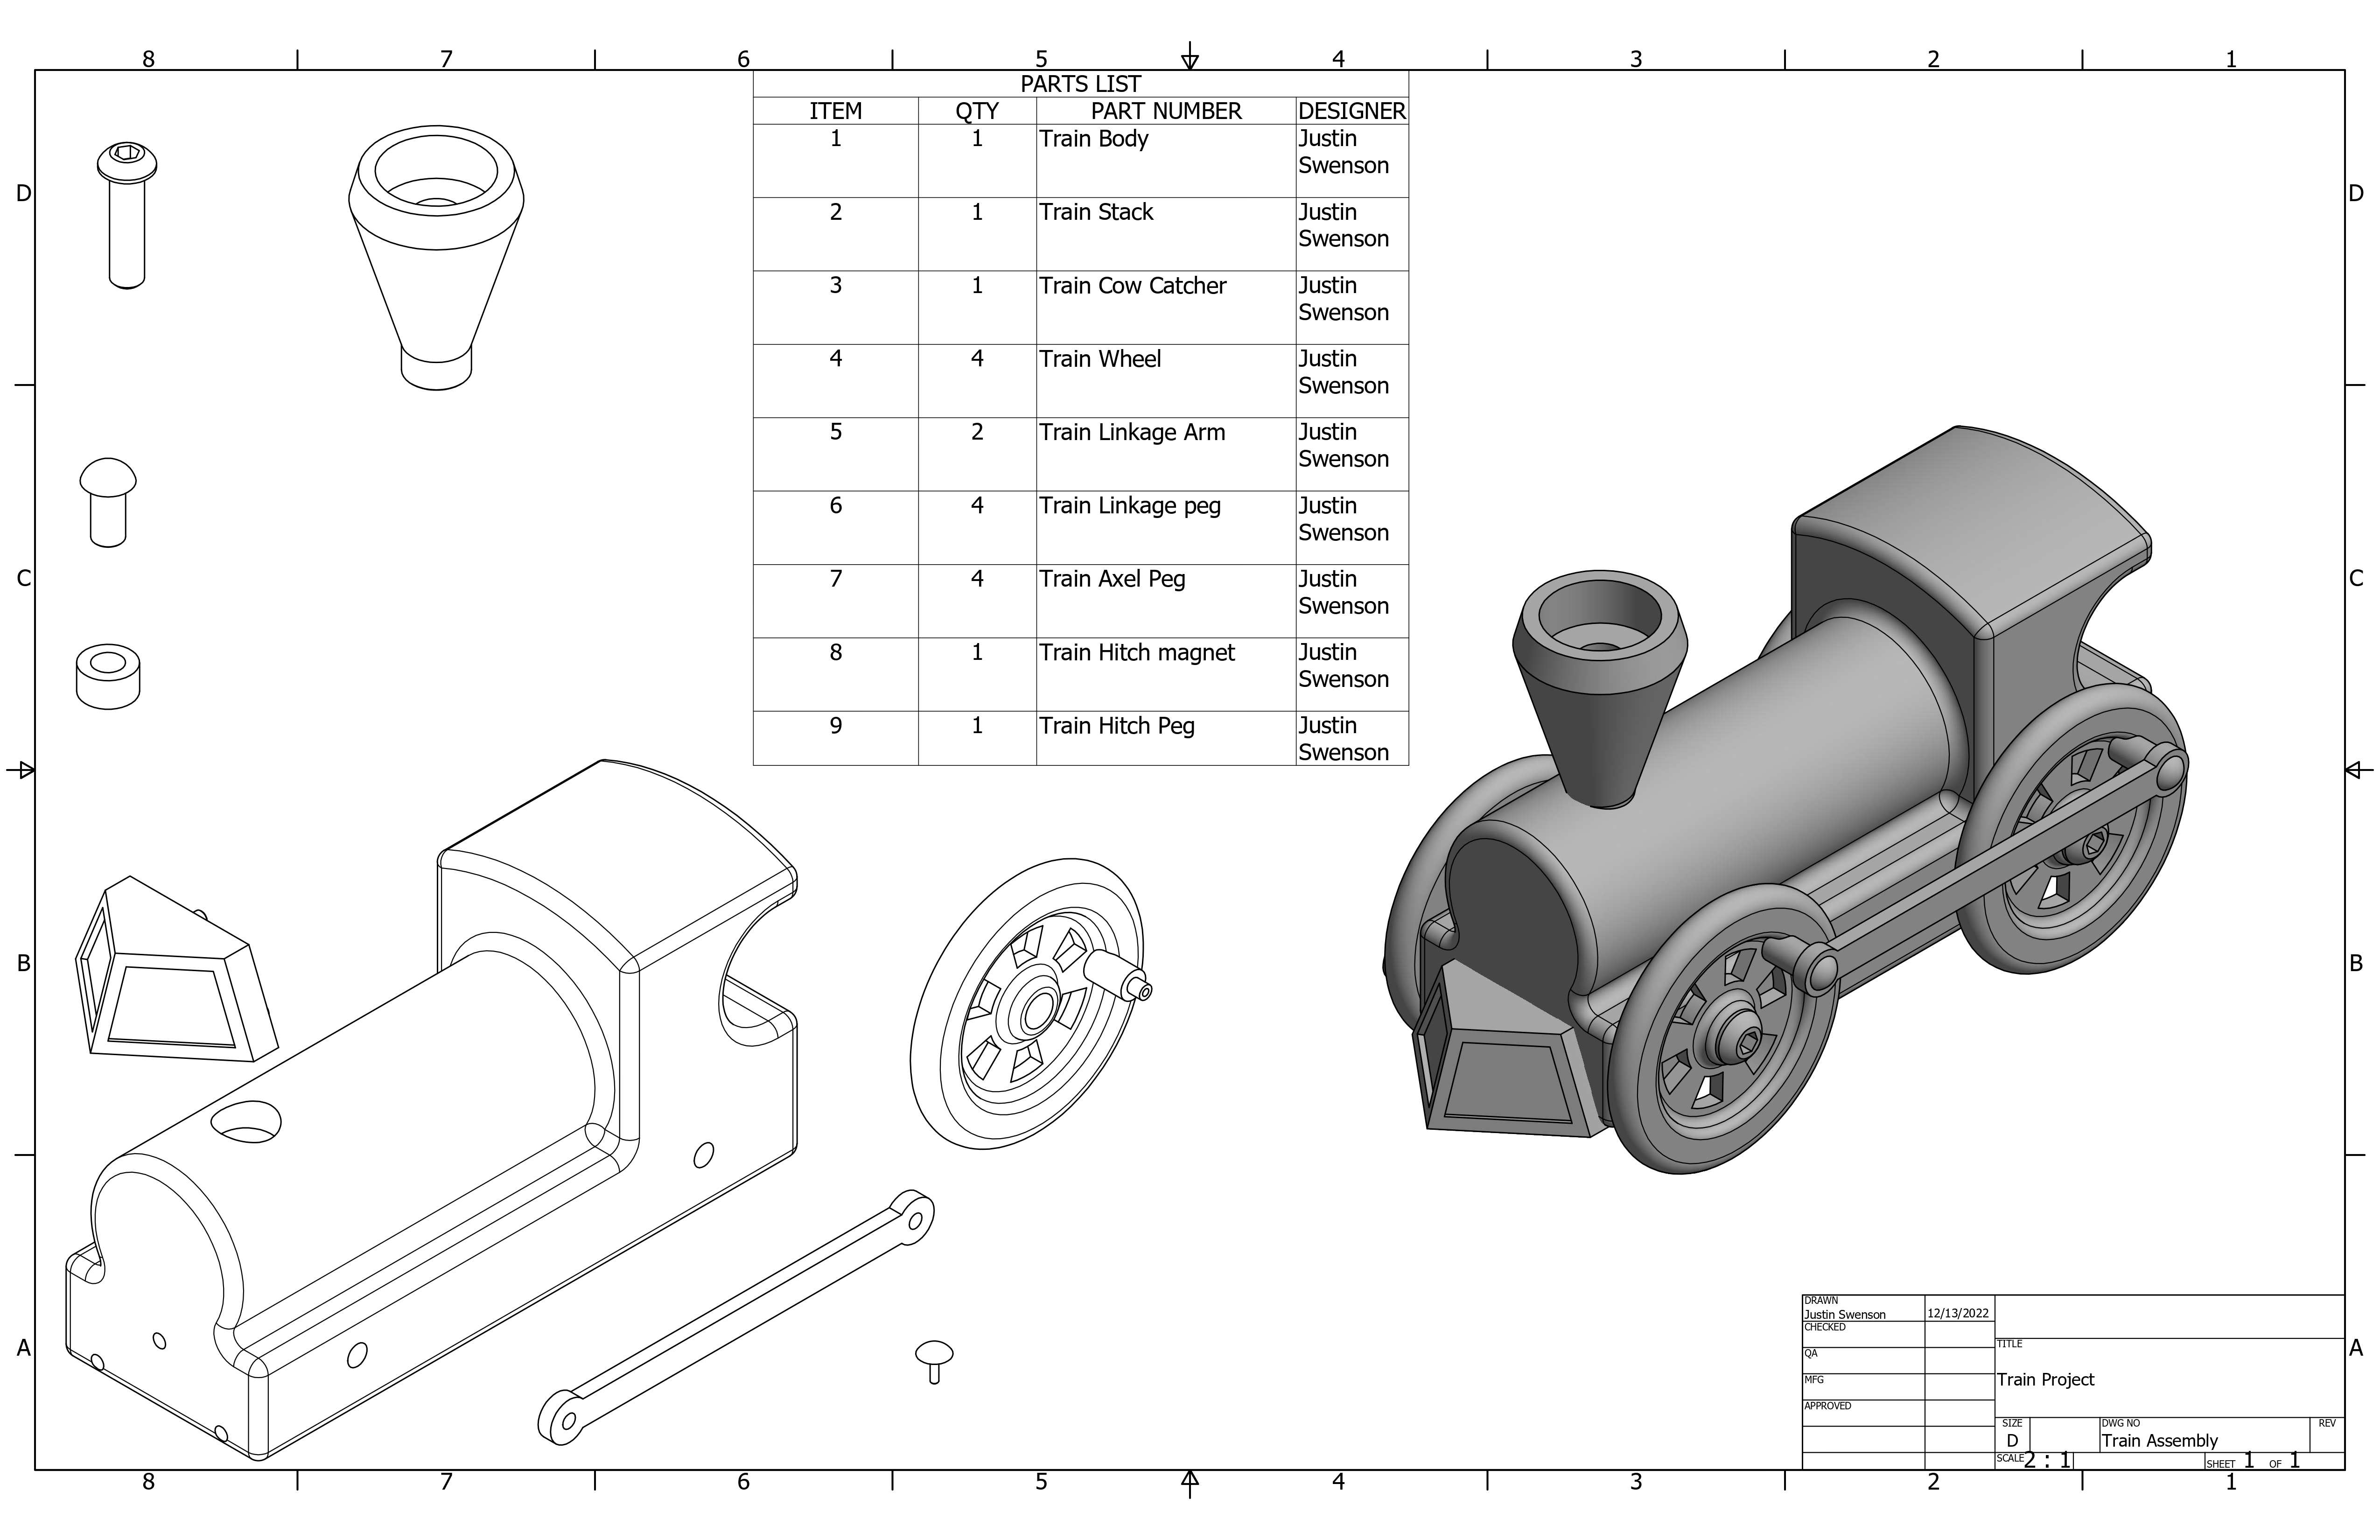 8 7 6 5 4 3 2 1
D D
C C
B B
A A
PARTS LIST
ITEM QTY PART NUMBER DESIGNER
1 1 Train Body Justin
Swenson
2 1 Train Stack Justin
Swenson
3 1 Train Cow Catcher Justin
Swenson
4 4 Train Wheel Justin
Swenson
5 2 Train Linkage Arm Justin
Swenson
6 4 Train Linkage peg Justin
Swenson
7 4 Train Axel Peg Justin
Swenson
8 1 Train Hitch magnet Justin
Swenson
9 1 Train Hitch Peg Justin
Swenson
DRAWN
Justin Swenson 12/13/2022
CHECKED
QA
MFG
APPROVED
TITLE
Train Project
SIZE DWG NO REV
D Train Assembly
SCALE 2 : 1 SHEET 1 OF 1
8 7 6 5 4 3 2 1